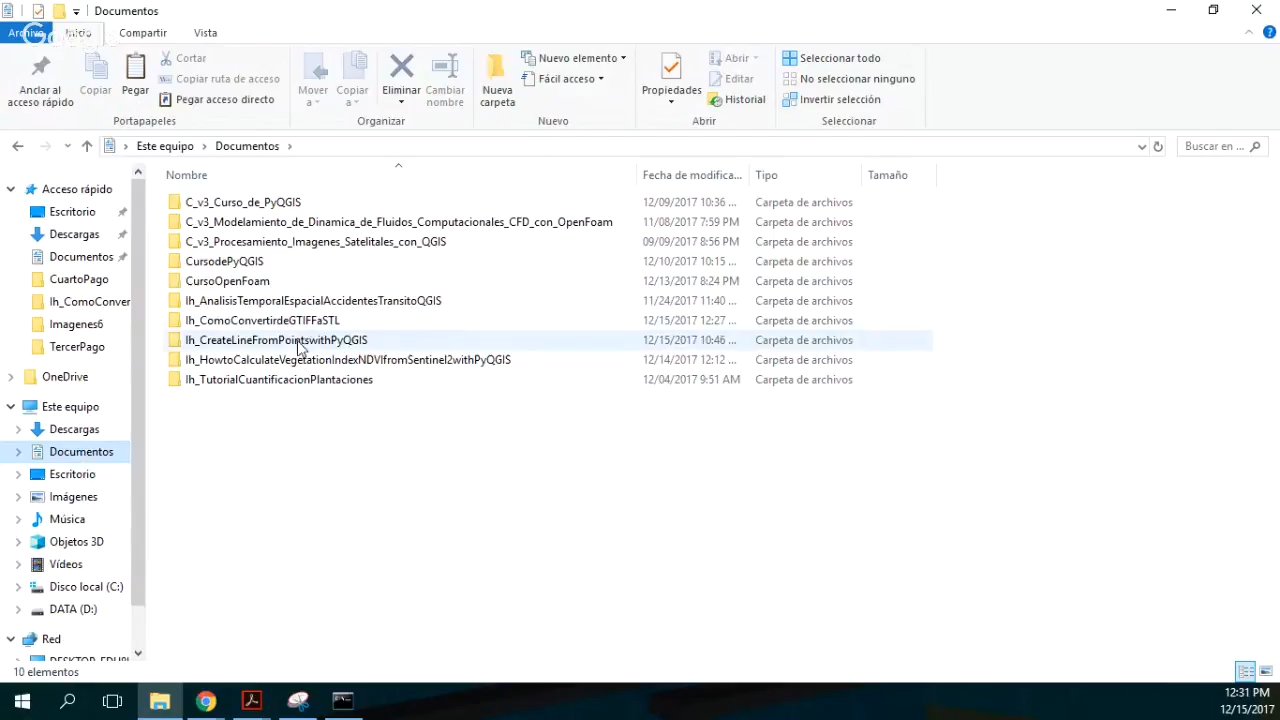 Documentos
Archivo Inicio Compartir Vista
Anclar al acceso rápido
Copiar
Pegar
Cortar
Copiar ruta de acceso
Pegar acceso directo
Portapapeles
Mover a
Copiar a
Eliminar
Cambiar nombre
Organizar
Nueva carpeta
Nuevo elemento
Fácil acceso
Nuevo
Propiedades
Abrir
Editar
Historial
Abrir
Seleccionar todo
No seleccionar ninguno
Invertir selección
Seleccionar
Este equipo > Documentos >
Buscar en ...
Acceso rápido
Escritorio
Descargas
Documentos
CuartoPago
lh_ComoConver
Imagenes6
TercerPago
OneDrive
Este equipo
Descargas
Documentos
Escritorio
Imágenes
Música
Objetos 3D
Vídeos
Disco local (C:)
DATA (D:)
Red
Nombre Fecha de modifica... Tipo Tamaño
C_v3_Curso_de_PyQGIS 12/09/2017 10:36 ... Carpeta de archivos
C_v3_Modelamiento_de_Dinamica_de_Fluidos_Computacionales_CFD_con_OpenFoam 11/08/2017 7:59 PM Carpeta de archivos
C_v3_Procesamiento_Imagenes_Satelitales_con_QGIS 09/09/2017 8:56 PM Carpeta de archivos
CursodePyQGIS 12/10/2017 10:15 ... Carpeta de archivos
CursoOpenFoam 12/13/2017 8:24 PM Carpeta de archivos
lh_AnalisisTemporalEspacialAccidentesTransitoQGIS 11/24/2017 11:40 ... Carpeta de archivos
lh_ComoConvertirdeGTIFFaSTL 12/15/2017 12:27 ... Carpeta de archivos
lh_CreateLineFromPointswithPyQGIS 12/15/2017 10:46 ... Carpeta de archivos
lh_HowtoCalculateVegetationIndexNDVIfromSentinel2withPyQGIS 12/14/2017 12:12 ... Carpeta de archivos
lh_TutorialCuantificacionPlantaciones 12/04/2017 9:51 AM Carpeta de archivos
10 elementos
12:31 PM
12/15/2017